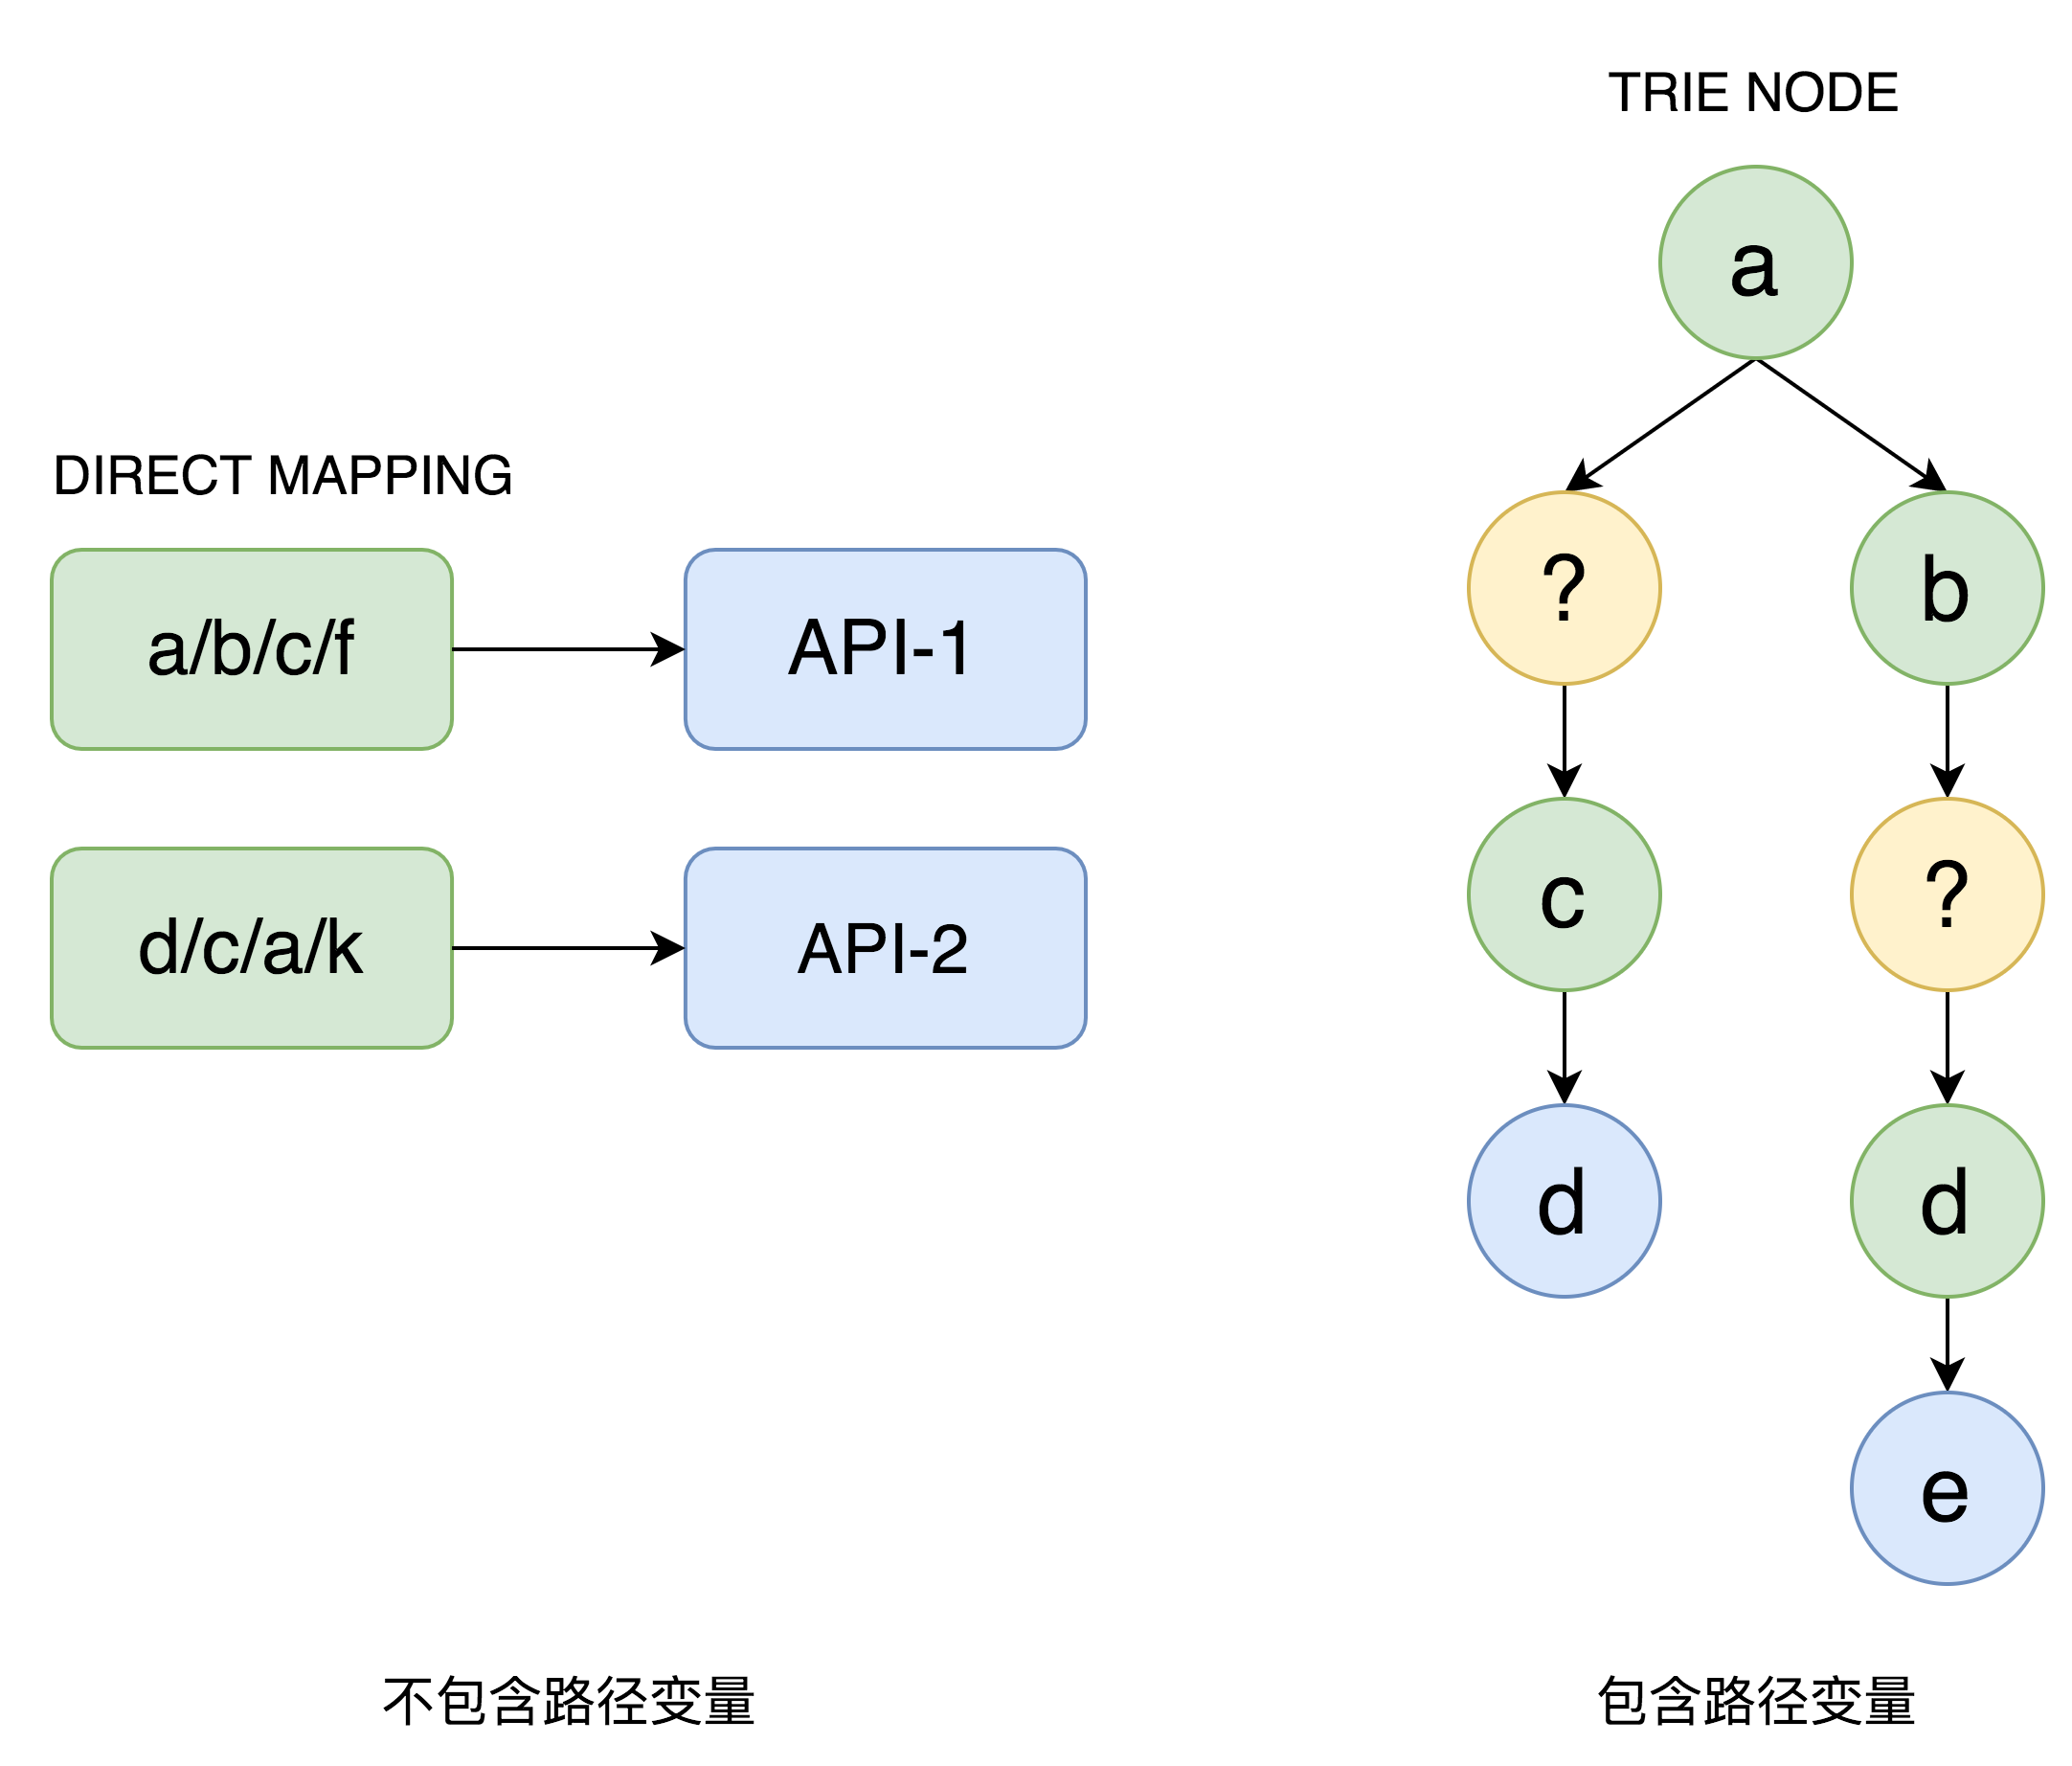 DIRECT MAPPING
a/b/c/f
API-1
d/c/a/k
API-2
不包含路径变量
TRIE NODE
a
?
b
c
?
d
d
e
包含路径变量